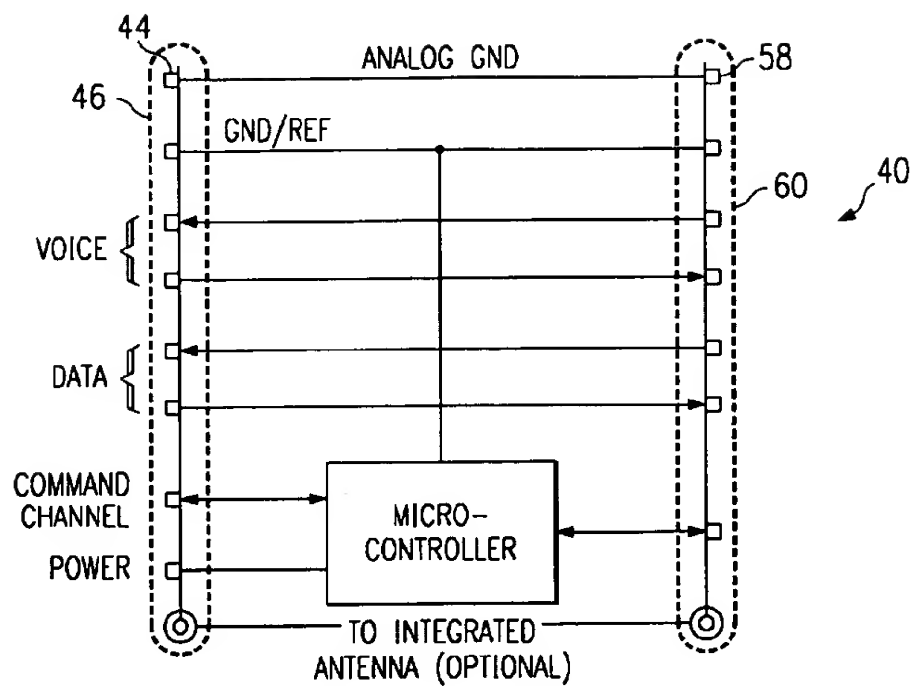 44
ANALOG GND
58
46
GND/REF
60
40
VOICE
DATA
COMMAND
CHANNEL
MICRO-
CONTROLLER
POWER
TO INTEGRATED
ANTENNA (OPTIONAL)